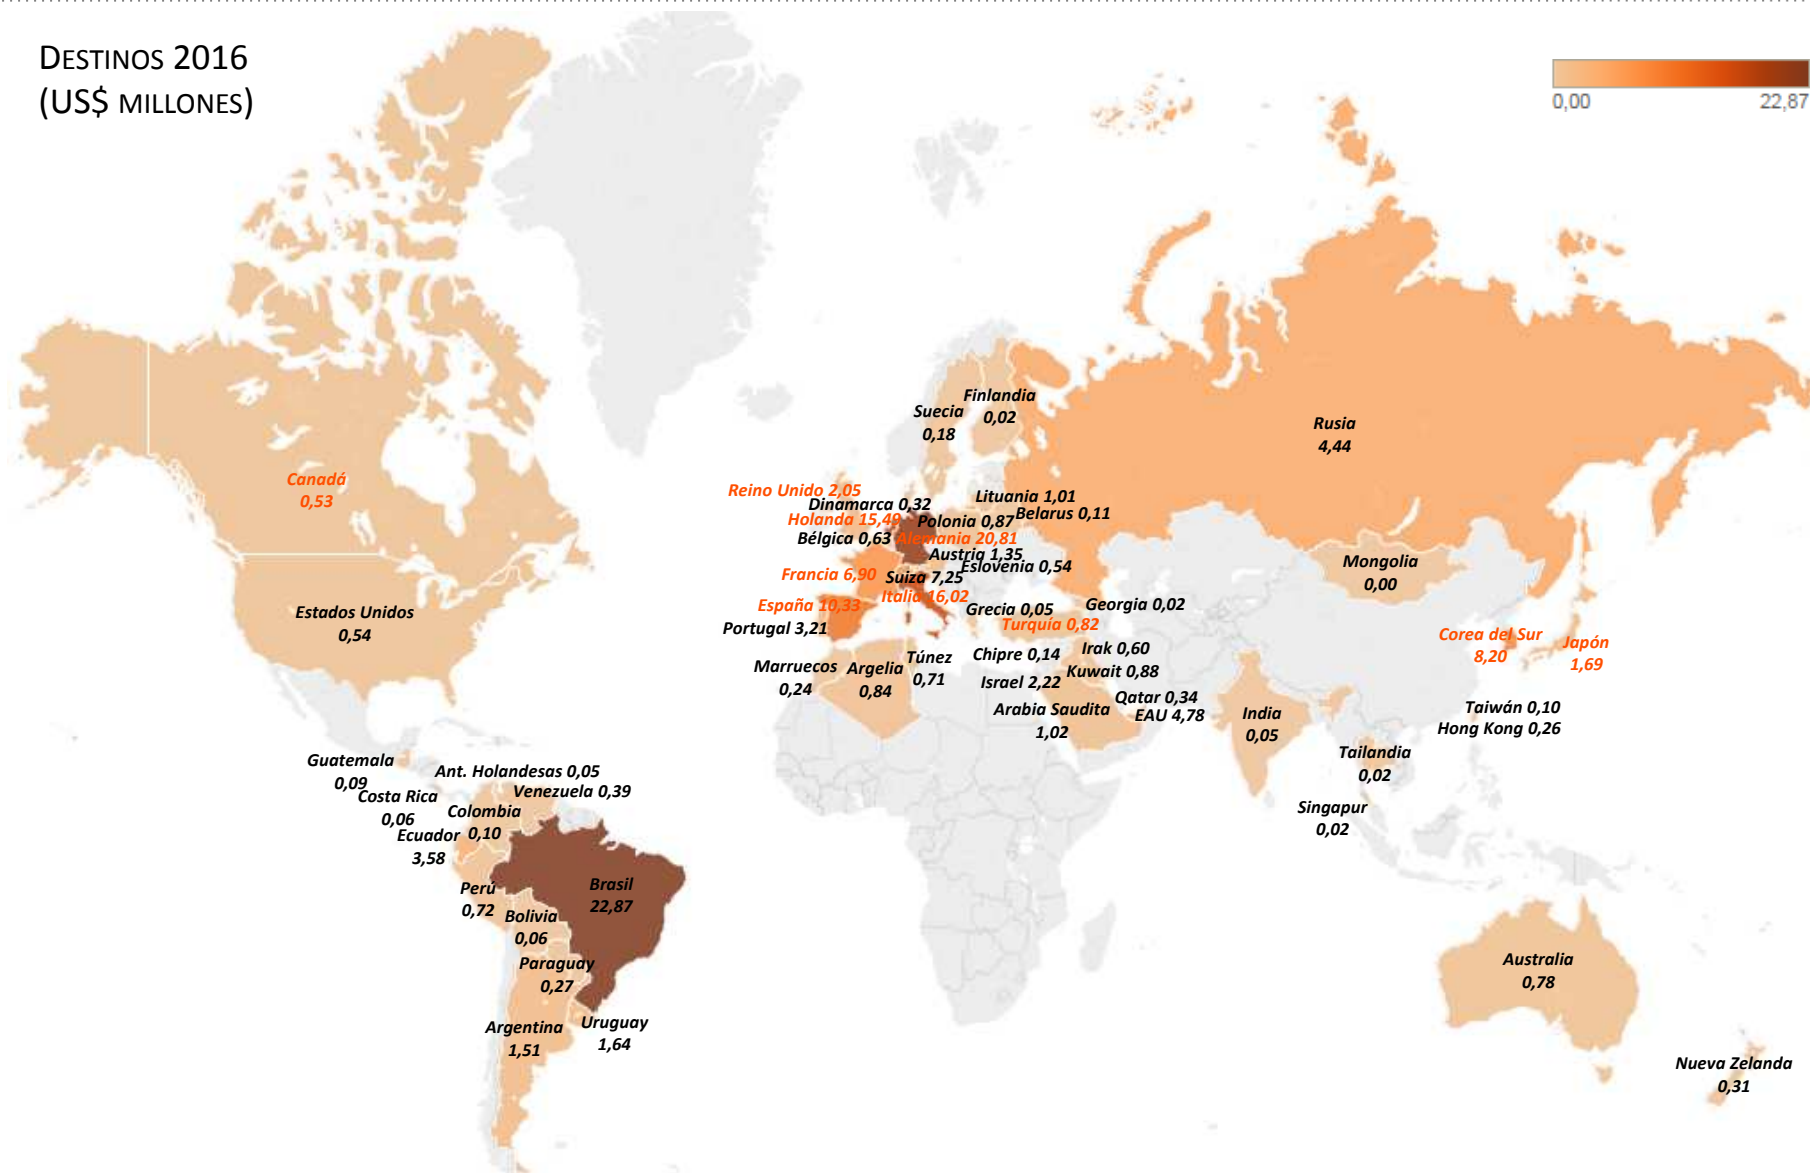 DESTINOS 2016
(US$ MILLONES)
0,00 22,87
Canadá
0,53
Estados Unidos
0,54
Guatemala
0,09
Costa Rica
0,06
Ant. Holandesas 0,05
Venezuela 0,39
Colombia
0,10
Ecuador
3,58
Perú
0,72
Brasil
22,87
Bolivia
0,06
Paraguay
0,27
Argentina
1,51
Uruguay
1,64
Finlandia
0,02
Suecia
0,18
Rusia
4,44
Reino Unido 2,05
Dinamarca 0,32
Lituania 1,01
Holanda 15,49
Polonia 0,87
Belarus 0,11
Bélgica 0,63
Alemania 20,81
Austria 1,35
Eslovenia 0,54
Francia 6,90
Suiza 7,25
Italia 16,02
España 10,33
Portugal 3,21
Grecia 0,05
Turquía 0,82
Georgia 0,02
Marruecos
0,24
Argelia
0,84
Túnez
0,71
Chipre 0,14
Irak 0,60
Israel 2,22
Kuwait 0,88
Arabia Saudita
1,02
Qatar 0,34
EAU 4,78
India
0,05
Mongolia
0,00
Corea del Sur
8,20
Japón
1,69
Taiwán 0,10
Hong Kong 0,26
Tailandia
0,02
Singapur
0,02
Australia
0,78
Nueva Zelanda
0,31